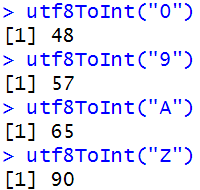 > utf8ToInt("0")
[1] 48
> utf8ToInt("9")
[1] 57
> utf8ToInt("A")
[1] 65
> utf8ToInt("Z")
[1] 90